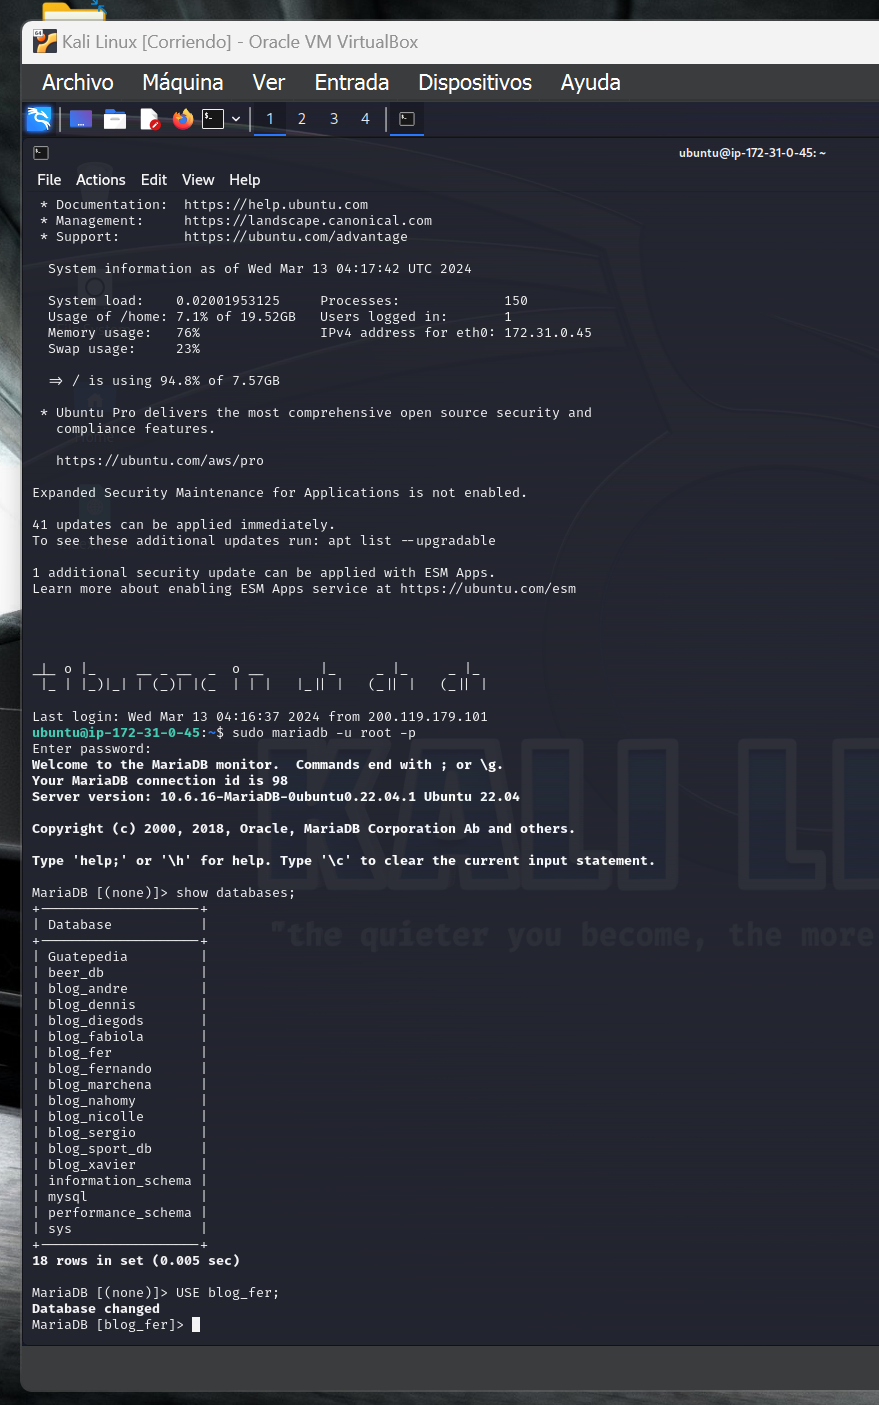 Kali Linux [Corriendo] - Oracle VM VirtualBox
Archivo Máquina Ver Entrada Dispositivos Ayuda
1 2 3 4
ubuntu@ip-172-31-0-45: ~
File Actions Edit View Help
* Documentation: https://help.ubuntu.com
* Management: https://landscape.canonical.com
* Support: https://ubuntu.com/advantage
System information as of Wed Mar 13 04:17:42 UTC 2024
System load: 0.02001953125 Processes: 150
Usage of /home: 7.1% of 19.52GB Users logged in: 1
Memory usage: 76% IPv4 address for eth0: 172.31.0.45
Swap usage: 23%
=> / is using 94.8% of 7.57GB
* Ubuntu Pro delivers the most comprehensive open source security and
compliance features.
https://ubuntu.com/aws/pro
Expanded Security Maintenance for Applications is not enabled.
41 updates can be applied immediately.
To see these additional updates run: apt list --upgradable
1 additional security update can be applied with ESM Apps.
Learn more about enabling ESM Apps service at https://ubuntu.com/esm
Last login: Wed Mar 13 04:16:37 2024 from 200.119.179.101
ubuntu@ip-172-31-0-45:~$ sudo mariadb -u root -p
Enter password:
Welcome to the MariaDB monitor. Commands end with ; or \g.
Your MariaDB connection id is 98
Server version: 10.6.16-MariaDB-0ubuntu0.22.04.1 Ubuntu 22.04
Copyright (c) 2000, 2018, Oracle, MariaDB Corporation Ab and others.
Type 'help;' or '\h' for help. Type '\c' to clear the current input statement.
MariaDB [(none)]> show databases;
+--------------------+
| Database |
+--------------------+
| Guatepedia |
| beer_db |
| blog_andre |
| blog_dennis |
| blog_diegods |
| blog_fabiola |
| blog_fer |
| blog_fernando |
| blog_marchena |
| blog_nahomy |
| blog_nicolle |
| blog_sergio |
| blog_sport_db |
| blog_xavier |
| information_schema |
| mysql |
| performance_schema |
| sys |
+--------------------+
18 rows in set (0.005 sec)
MariaDB [(none)]> USE blog_fer;
Database changed
MariaDB [blog_fer]>
KALI LI
"the quieter you become, the more